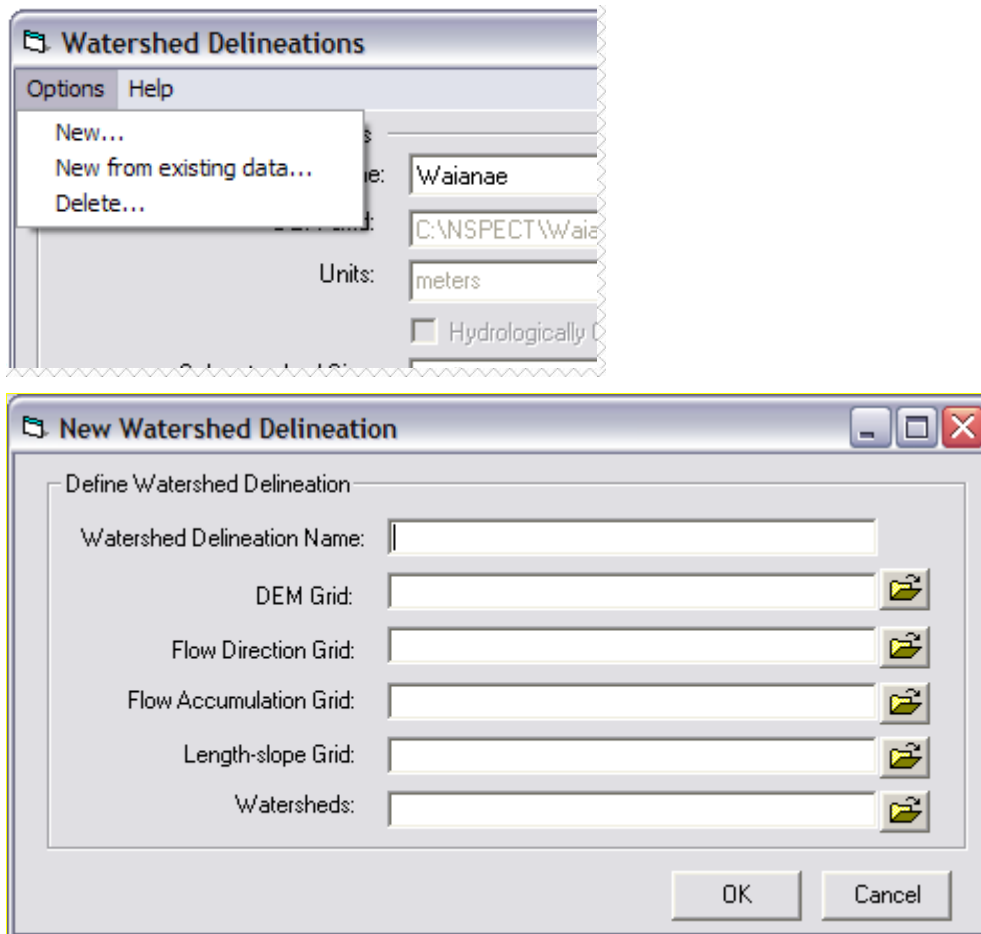 Watershed Delineations
Options Help
New...
New from existing data...
Delete...
Waianae
C:\NSPECT\Waia
Units: meters
Hydrologically
New Watershed Delineation
Define Watershed Delineation
Watershed Delineation Name:
DEM Grid:
Flow Direction Grid:
Flow Accumulation Grid:
Length-slope Grid:
Watersheds:
OK Cancel